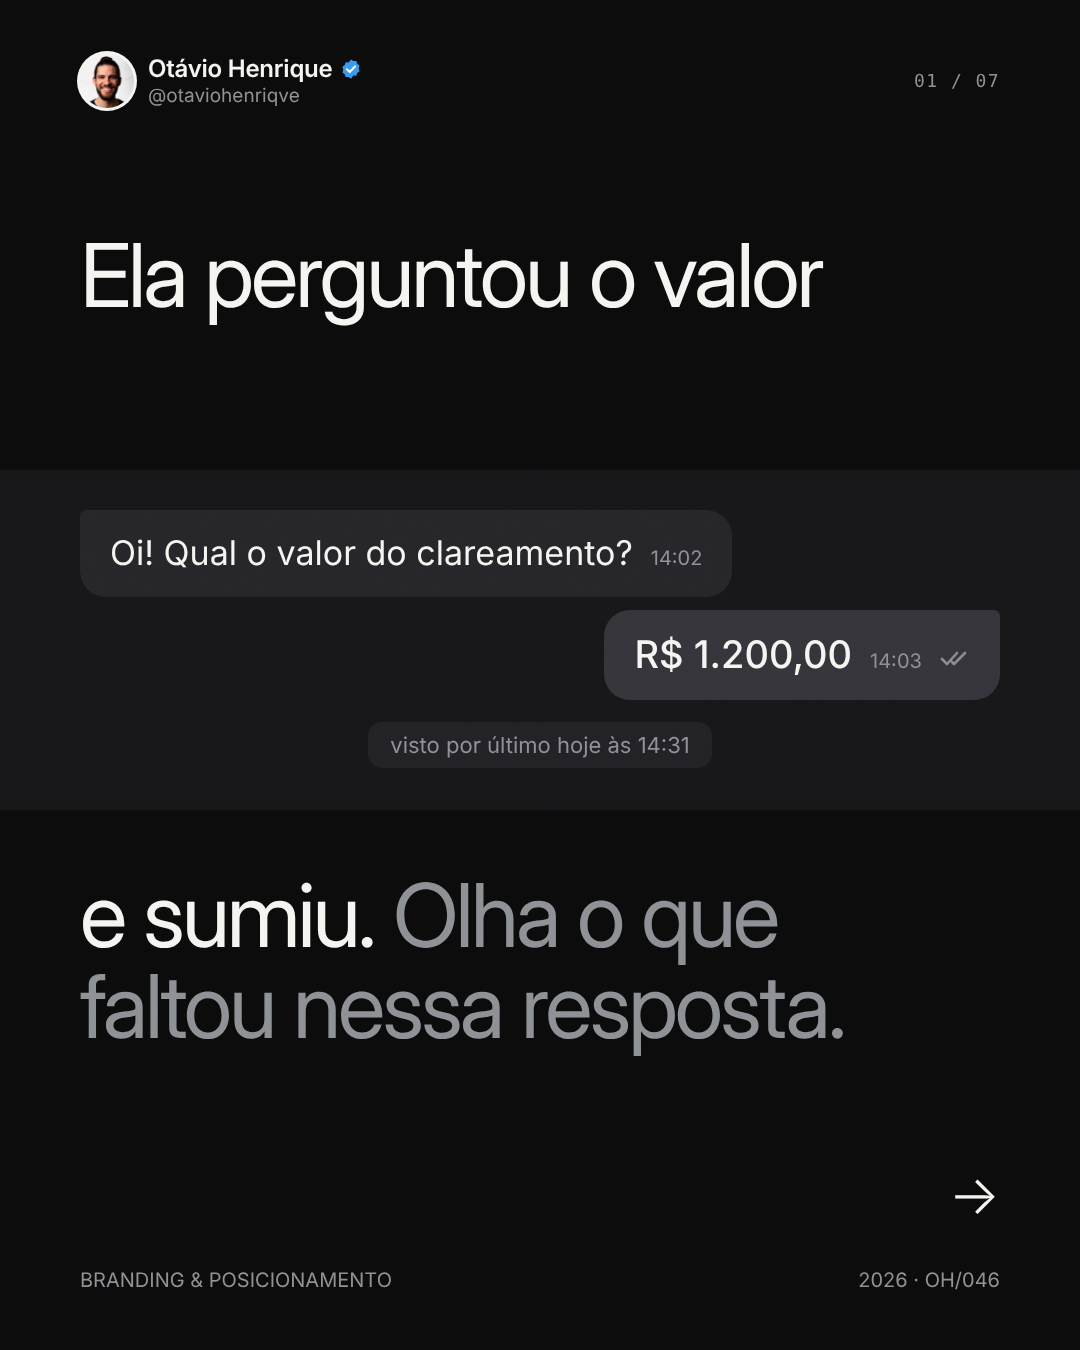 Otávio Henrique
@otaviohenriqve
01 / 07
Ela perguntou o valor
Oi! Qual o valor do clareamento? 14:02
R$ 1.200,00 14:03
visto por último hoje às 14:31
e sumiu. Olha o que
faltou nessa resposta.
BRANDING & POSICIONAMENTO
2026 · OH/046